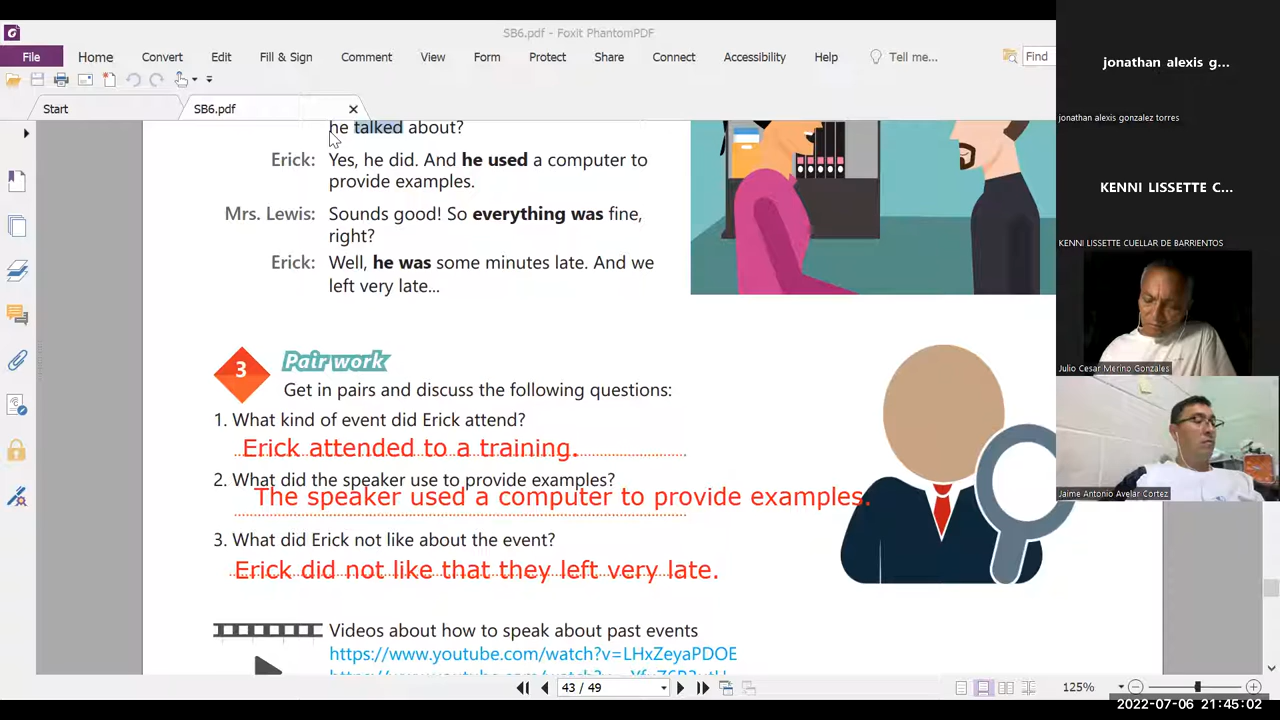 SB6.pdf - Foxit PhantomPDF
File Home Convert Edit Fill & Sign Comment View Form Protect Share Connect Accessibility Help Tell me... Find
Start SB6.pdf
he talked about?
Erick: Yes, he did. And he used a computer to
provide examples.
Mrs. Lewis: Sounds good! So everything was fine,
right?
Erick: Well, he was some minutes late. And we
left very late...
3 Pair work
Get in pairs and discuss the following questions:
1. What kind of event did Erick attend?
Erick attended to a training.
2. What did the speaker use to provide examples?
The speaker used a computer to provide examples.
3. What did Erick not like about the event?
Erick did not like that they left very late.
Videos about how to speak about past events
https://www.youtube.com/watch?v=LHxZeyaPDOE
43 / 49
125%
jonathan alexis g...
jonathan alexis gonzalez torres
KENNI LISSETTE C...
KENNI LISSETTE CUELLAR DE BARRIENTOS
Julio Cesar Merino Gonzales
Jaime Antonio Avelar Cortez
2022-07-06 21:45:02